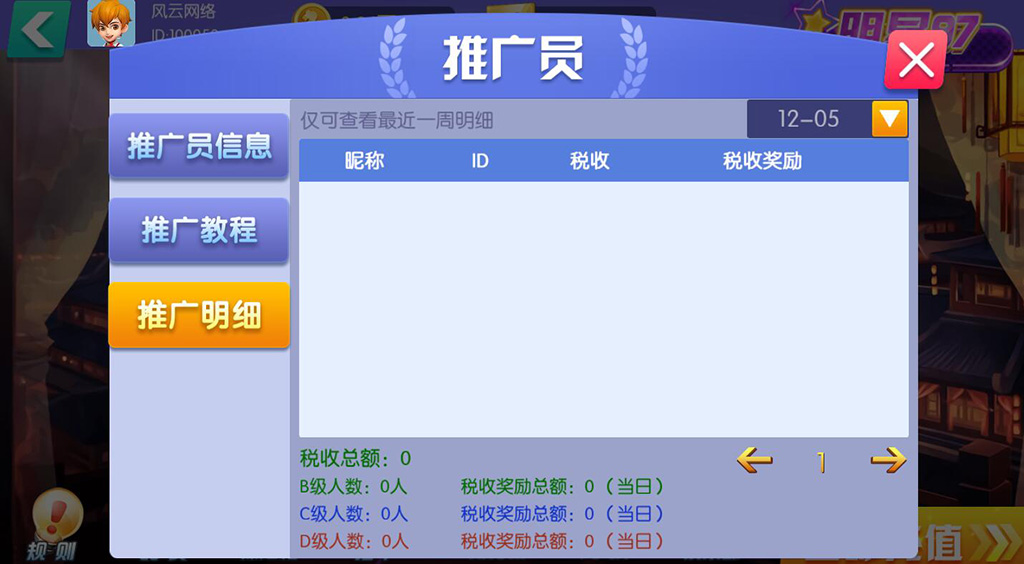 风云网络
推广员
推广员信息
推广教程
推广明细
仅可查看最近一周明细
12-05
昵称 ID 税收 税收奖励
税收总额：0
1
B级人数：0人 税收奖励总额：0（当日）
C级人数：0人 税收奖励总额：0（当日）
D级人数：0人 税收奖励总额：0（当日）
规则
值